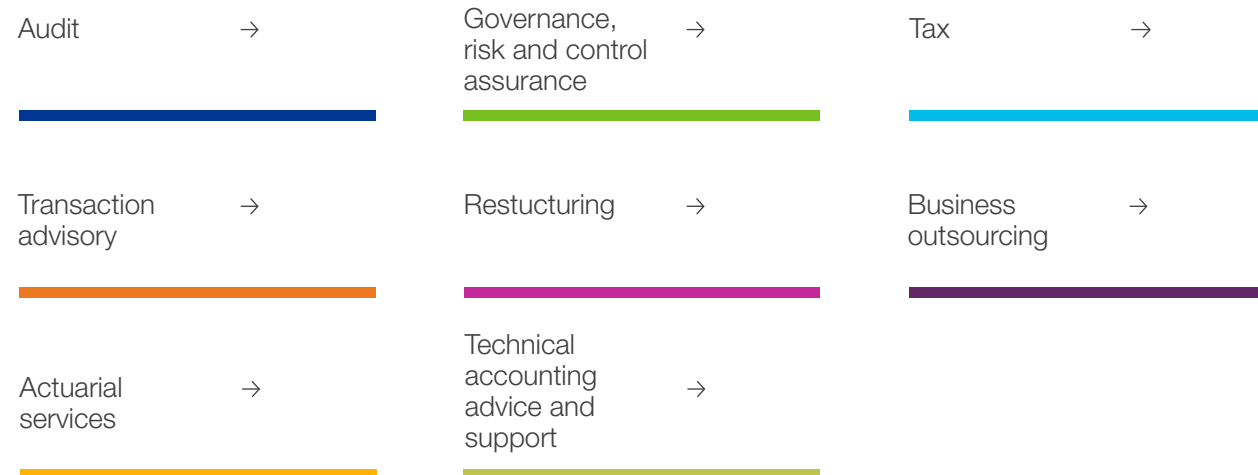 Audit →
Governance,
risk and control
assurance →
Tax →
Transaction
advisory →
Restucturing →
Business
outsourcing →
Actuarial
services →
Technical
accounting
advice and
support →